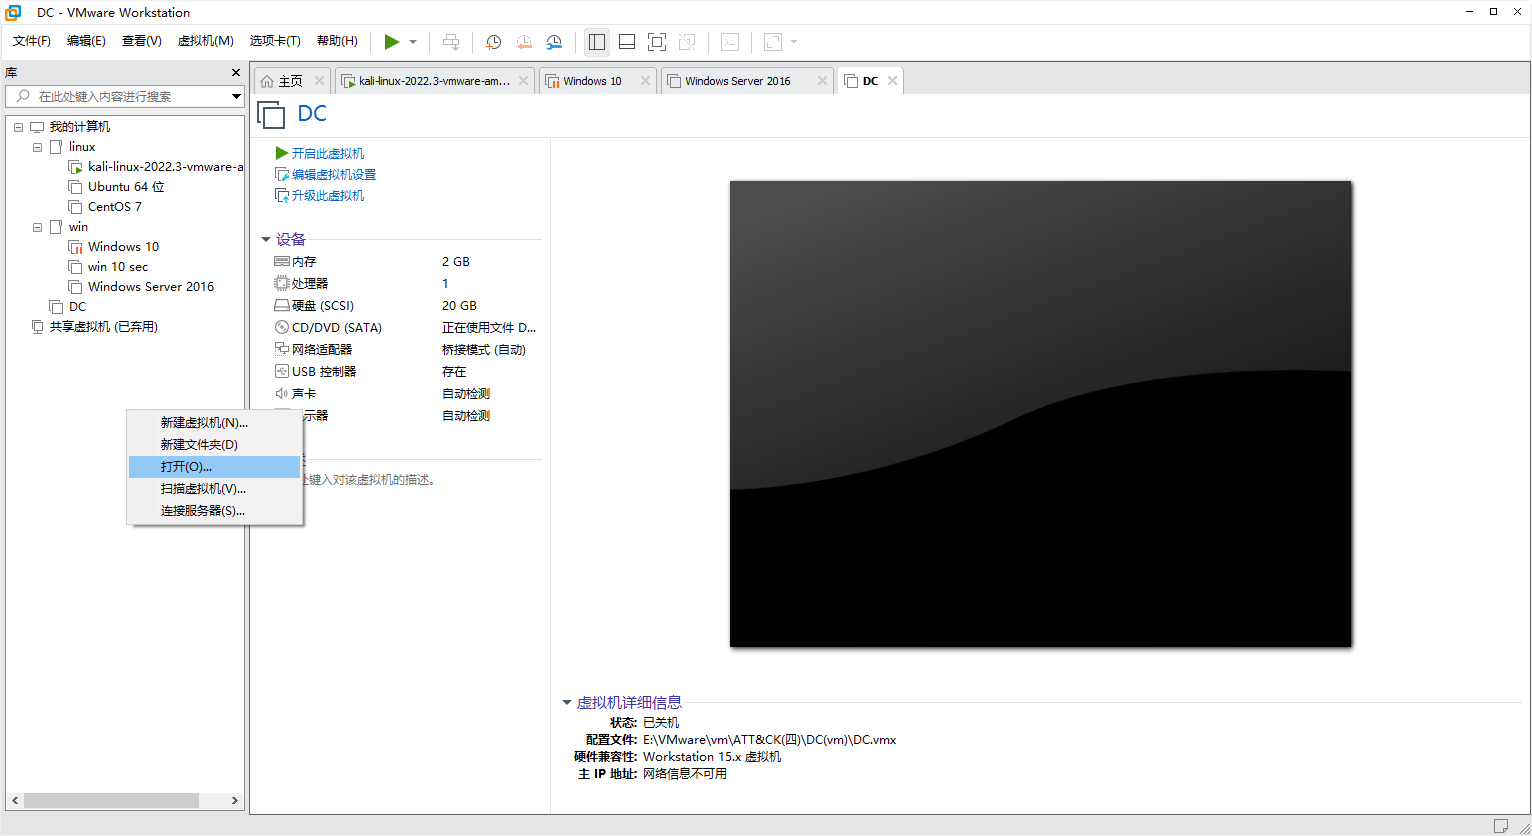 DC - VMware Workstation
文件(F) 编辑(E) 查看(V) 虚拟机(M) 选项卡(T) 帮助(H)
库
在此处键入内容进行搜索
我的计算机
linux
kali-linux-2022.3-vmware-a
Ubuntu 64 位
CentOS 7
win
Windows 10
win 10 sec
Windows Server 2016
DC
共享虚拟机 (已弃用)
新建虚拟机(N)...
新建文件夹(D)
打开(O)...
扫描虚拟机(V)...
连接服务器(S)...
主页 kali-linux-2022.3-vmware-am... Windows 10 Windows Server 2016 DC
DC
开启此虚拟机
编辑虚拟机设置
升级此虚拟机
设备
内存 2 GB
处理器 1
硬盘 (SCSI) 20 GB
CD/DVD (SATA) 正在使用文件 D...
网络适配器 桥接模式 (自动)
USB 控制器 存在
声卡 自动检测
示器 自动检测
键入对该虚拟机的描述。
虚拟机详细信息
状态: 已关机
配置文件: E:\VMware\vm\ATT&CK(四)\DC(vm)\DC.vmx
硬件兼容性: Workstation 15.x 虚拟机
主 IP 地址: 网络信息不可用